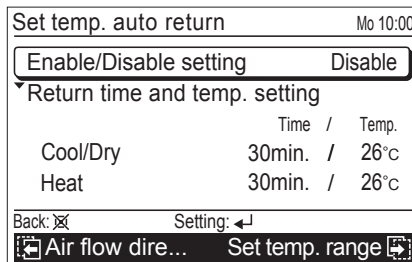 Set temp. auto return Mo 10:00
Enable/Disable setting Disable
Return time and temp. setting
Time / Temp.
Cool/Dry 30min. / 26°C
Heat 30min. / 26°C
Back: Setting:
Air flow dire... Set temp. range